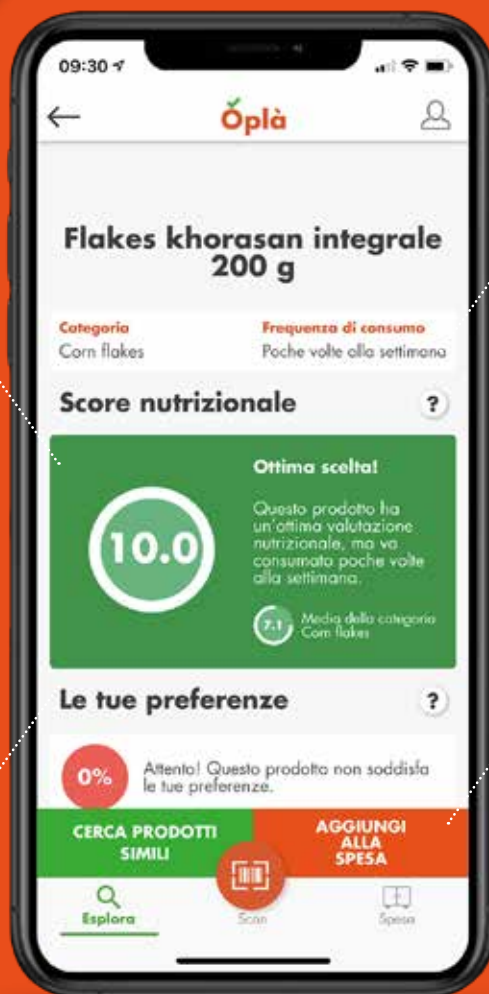 09:30
Oplà
Flakes khorasan integrale
200 g
Categoria
Frequenza di consumo
Corn flakes
Poche volte alla settimana
Score nutrizionale
?
10.0
Ottima scelta!
Questo prodotto ha
un'ottima valutazione
nutrizionale, ma va
consumato poche volte
alla settimana.
7.1
Media della categoria
Corn flakes
Le tue preferenze
?
0%
Attento! Questo prodotto non soddisfa
le tue preferenze.
CERCA PRODOTTI
SIMILI
AGGIUNGI
ALLA
SPESA
Esplora
Scan
Spesa